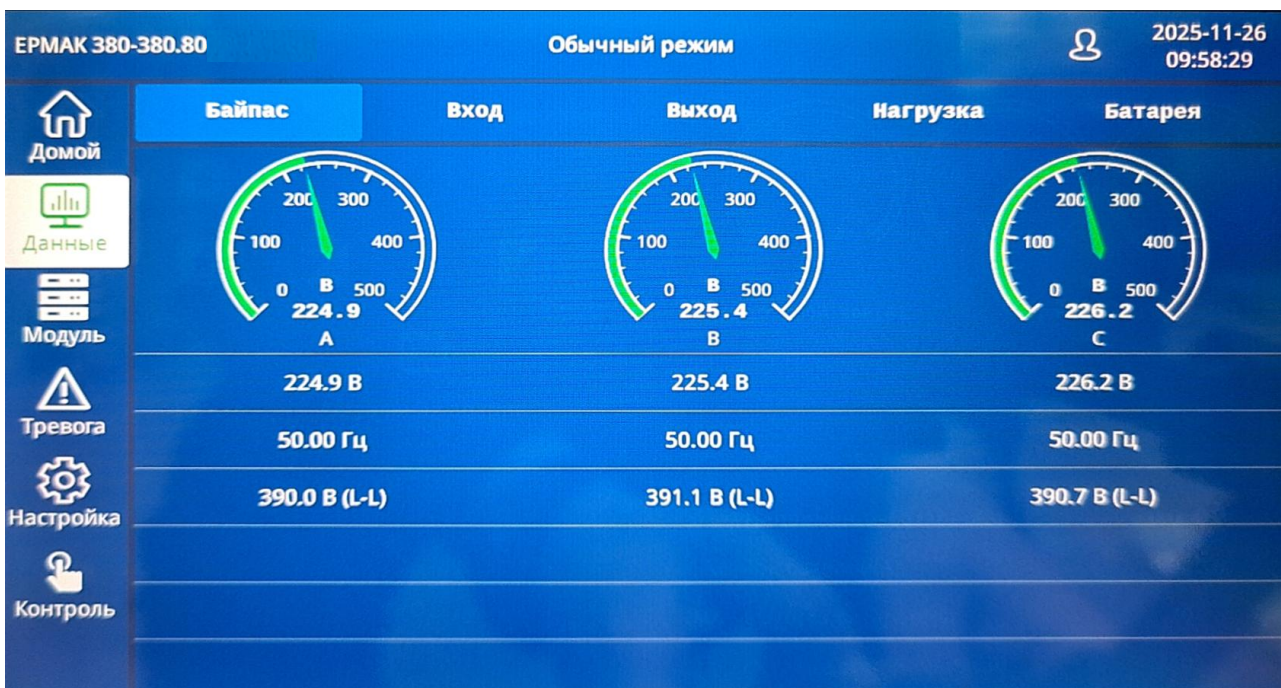 ЕРМАК 380-380.80
Обычный режим
2025-11-26
09:58:29
Домой
Данные
Модуль
Тревога
Настройка
Контроль
Байпас Вход Выход Нагрузка Батарея
0 100 200 300 400 500
В
224.9
A
0 100 200 300 400 500
В
225.4
B
0 100 200 300 400 500
В
226.2
C
224.9 В 225.4 В 226.2 В
50.00 Гц 50.00 Гц 50.00 Гц
390.0 В (L-L) 391.1 В (L-L) 390.7 В (L-L)